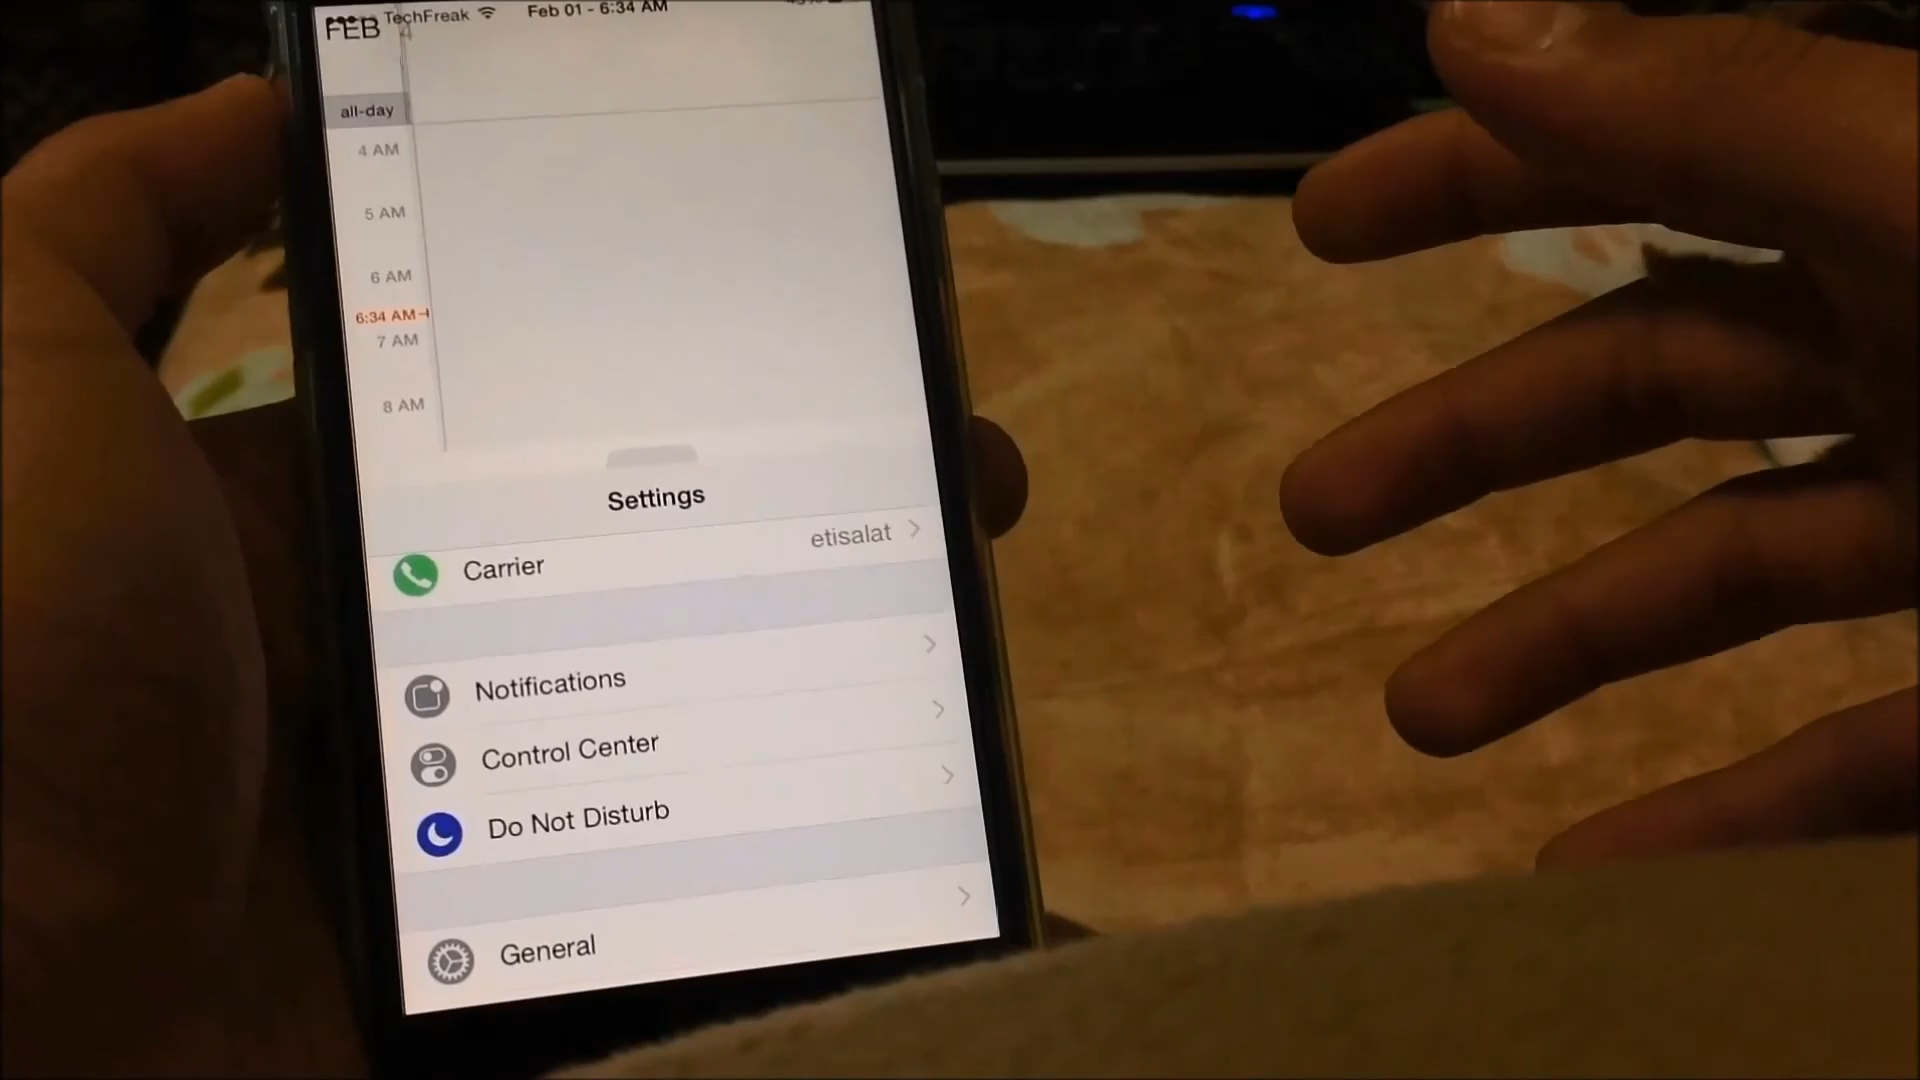 TechFreak Feb 01 - 6:34 AM
FEB 4
all-day
4 AM
5 AM
6 AM
6:34 AM
7 AM
8 AM
Settings
Carrier etisalat
Notifications
Control Center
Do Not Disturb
General